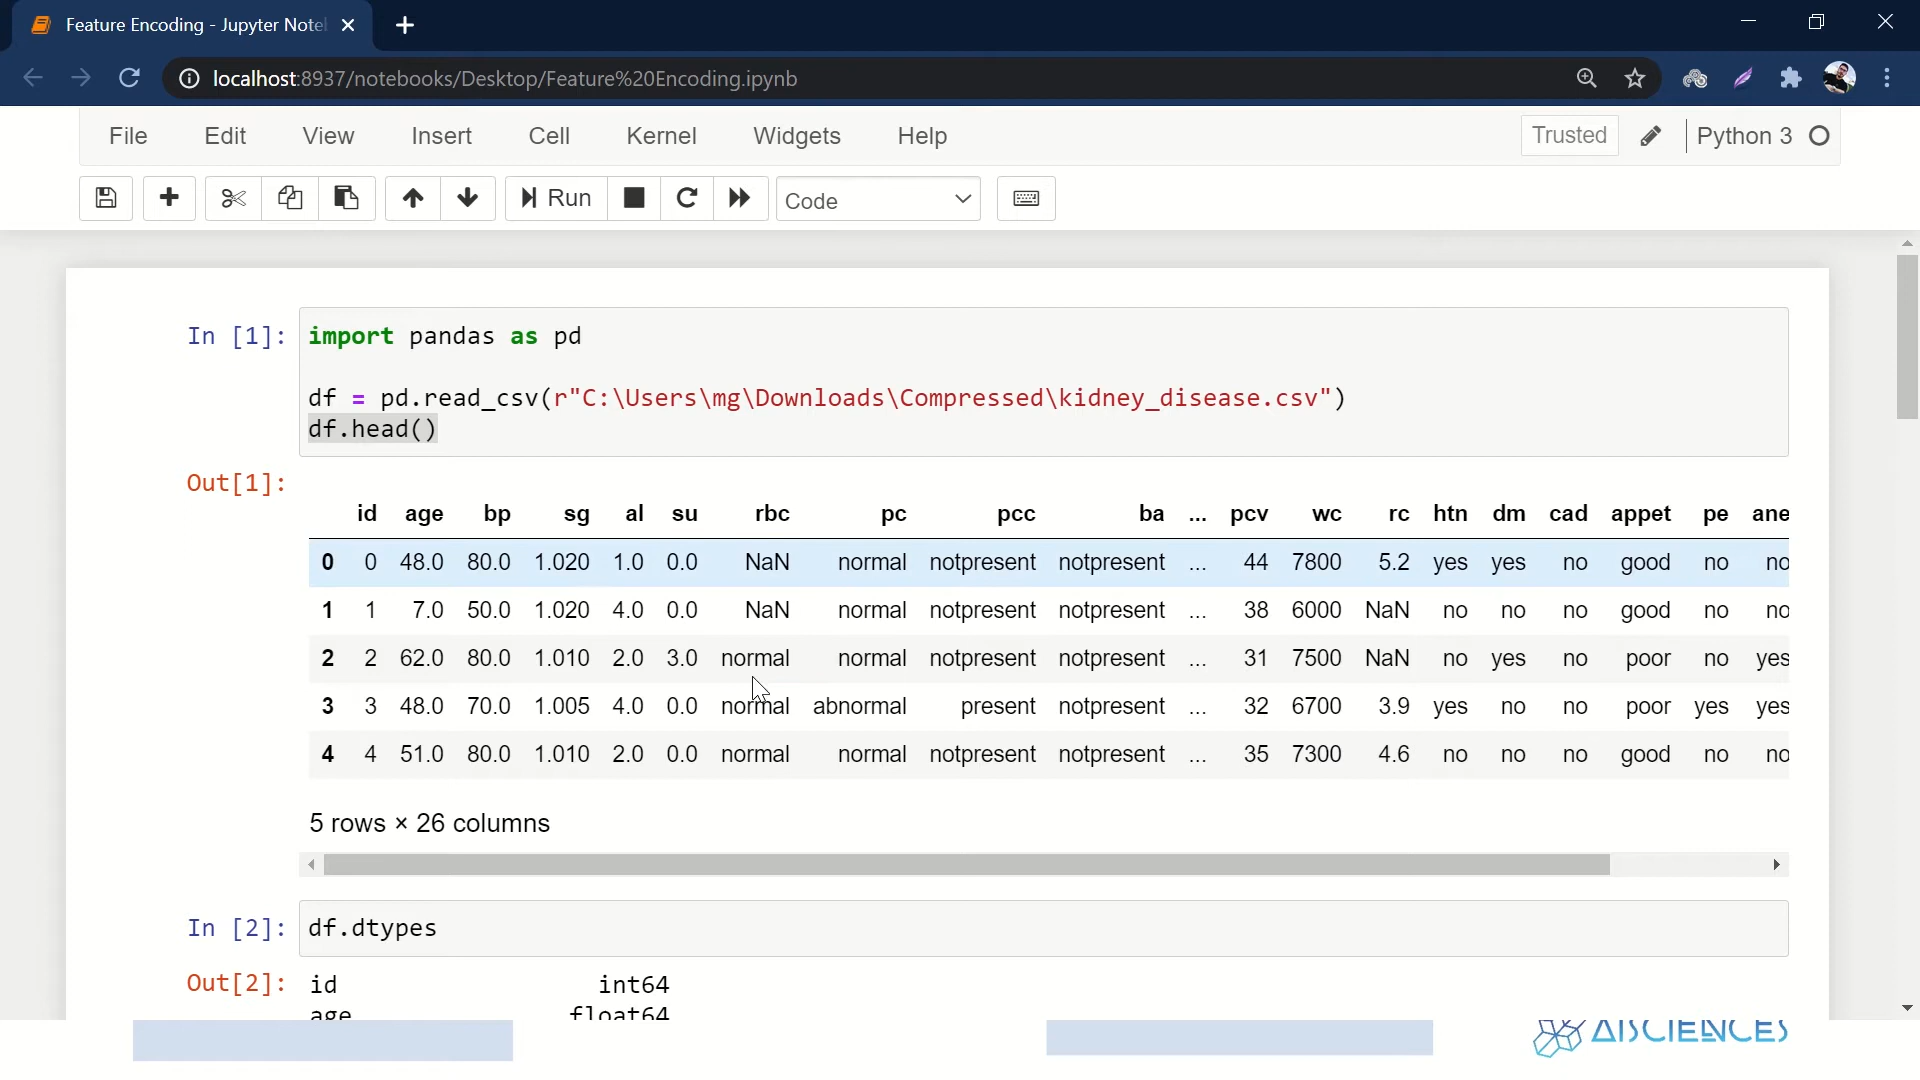 Feature Encoding - Jupyter Note
localhost:8937/notebooks/Desktop/Feature%20Encoding.ipynb
File Edit View Insert Cell Kernel Widgets Help Trusted Python 3
Run Code
In [1]: import pandas as pd
df = pd.read_csv(r"C:\Users\mg\Downloads\Compressed\kidney_disease.csv")
df.head()
Out[1]:
id age bp sg al su rbc pc pcc ba ... pcv wc rc htn dm cad appet pe ane
0 0 48.0 80.0 1.020 1.0 0.0 NaN normal notpresent notpresent ... 44 7800 5.2 yes yes no good no no
1 1 7.0 50.0 1.020 4.0 0.0 NaN normal notpresent notpresent ... 38 6000 NaN no no no good no no
2 2 62.0 80.0 1.010 2.0 3.0 normal normal notpresent notpresent ... 31 7500 NaN no yes no poor no yes
3 3 48.0 70.0 1.005 4.0 0.0 normal abnormal present notpresent ... 32 6700 3.9 yes no no poor yes yes
4 4 51.0 80.0 1.010 2.0 0.0 normal normal notpresent notpresent ... 35 7300 4.6 no no no good no no
5 rows × 26 columns
In [2]: df.dtypes
Out[2]: id int64
age float64
AISCIENCES